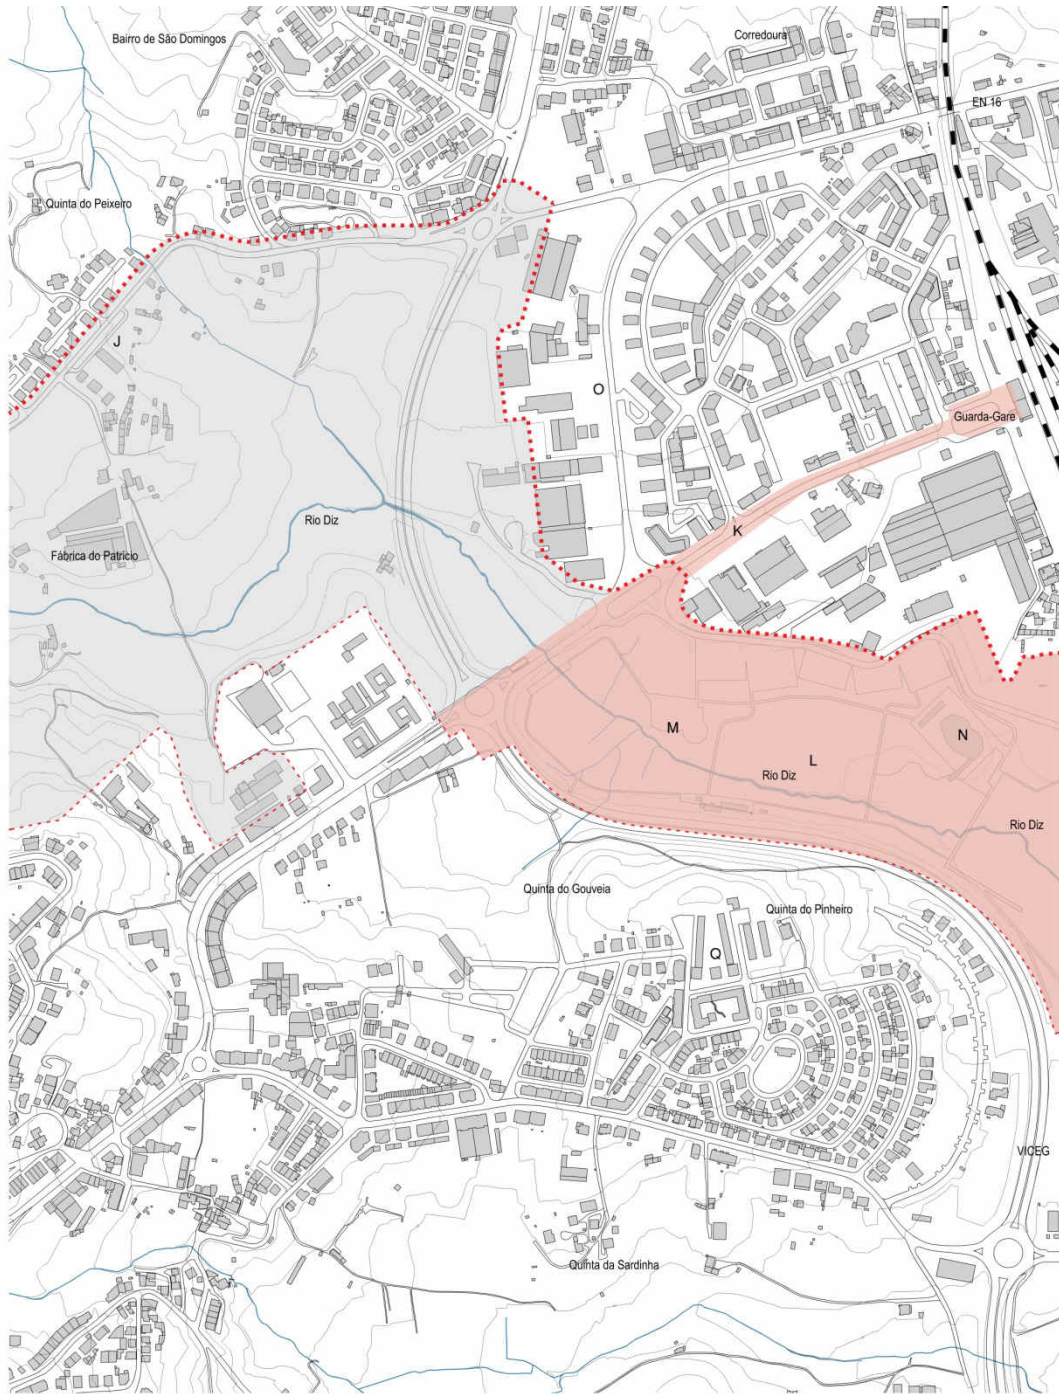 Bairro de São Domingos
Corredoura
EN 16
Quinta do Peixeiro
J
O
Guarda-Gare
Rio Diz
K
Fábrica do Patrício
M
N
L
Rio Diz
Rio Diz
Quinta do Gouveia
Quinta do Pinheiro
Q
VICEG
Quinta da Sardinha